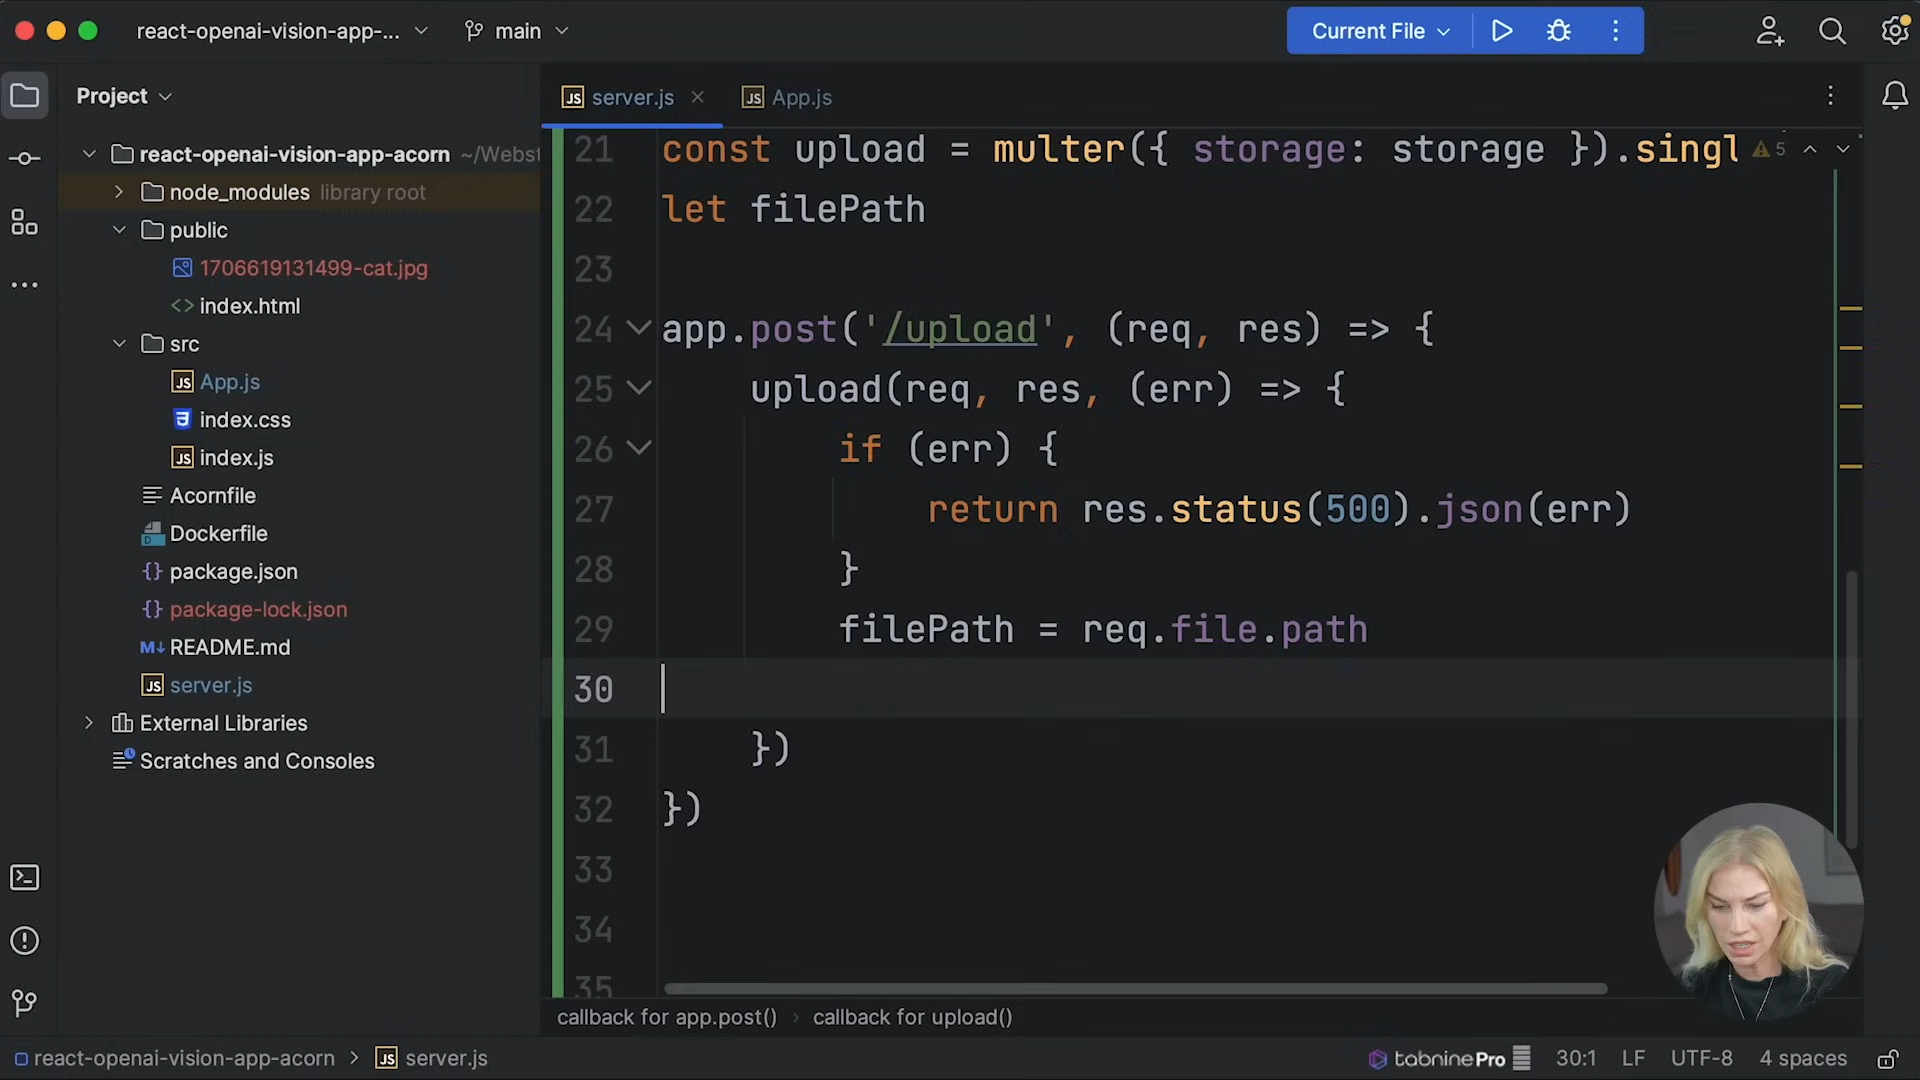 react-openai-vision-app-...
main
Current File
Project
server.js
App.js
react-openai-vision-app-acorn ~/Webst
node_modules library root
public
1706619131499-cat.jpg
index.html
src
App.js
index.css
index.js
Acornfile
Dockerfile
package.json
package-lock.json
README.md
server.js
External Libraries
Scratches and Consoles
21 const upload = multer({ storage: storage }).singl
5
22 let filePath
23
24 app.post('/upload', (req, res) => {
25 upload(req, res, (err) => {
26 if (err) {
27 return res.status(500).json(err)
28 }
29 filePath = req.file.path
30
31 })
32 })
33
34
35
callback for app.post() › callback for upload()
react-openai-vision-app-acorn > server.js
tabnine Pro
30:1
LF
UTF-8
4 spaces